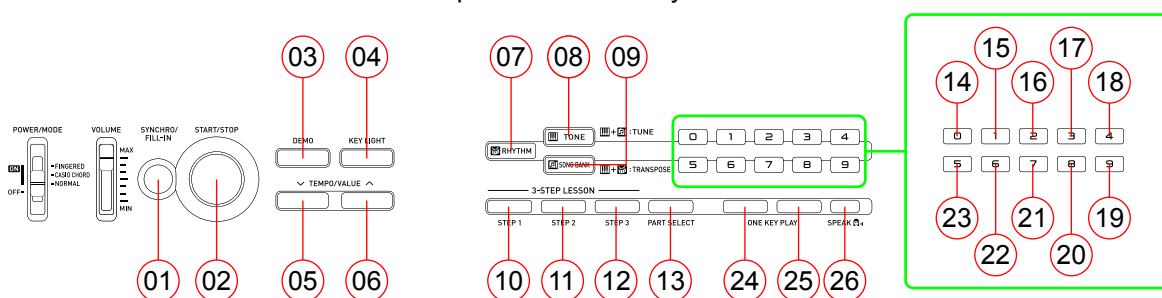 03 04
07 08 09
15 17
14 16 18
POWER/MODE VOLUME SYNCHRO/ FILL-IN START/STOP DEMO KEY LIGHT
ON
OFF
FINGERED
CASIO CHORD
NORMAL
MAX
MIN
TEMPO/VALUE
RHYTHM
TONE
SONG BANK
+ : TUNE
+ : TRANSPOSE
0 1 2 3 4
5 6 7 8 9
0 1 2 3 4
5 6 7 8 9
3-STEP LESSON
STEP 1 STEP 2 STEP 3 PART SELECT ONE KEY PLAY SPEAK
23 22 21 20 19
01 02 05 06 10 11 12 13 24 25 26